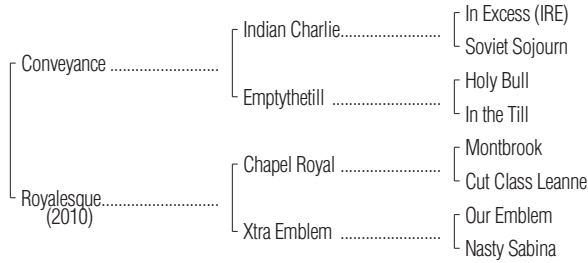 In Excess (IRE)
Indian Charlie....................
Soviet Sojourn
Conveyance ......................
Holy Bull
Emptythetill ......................
In the Till
Montbrook
Chapel Royal .....................
Cut Class Leanne
Royalesque........................
(2010)
Our Emblem
Xtra Emblem ....................
Nasty Sabina